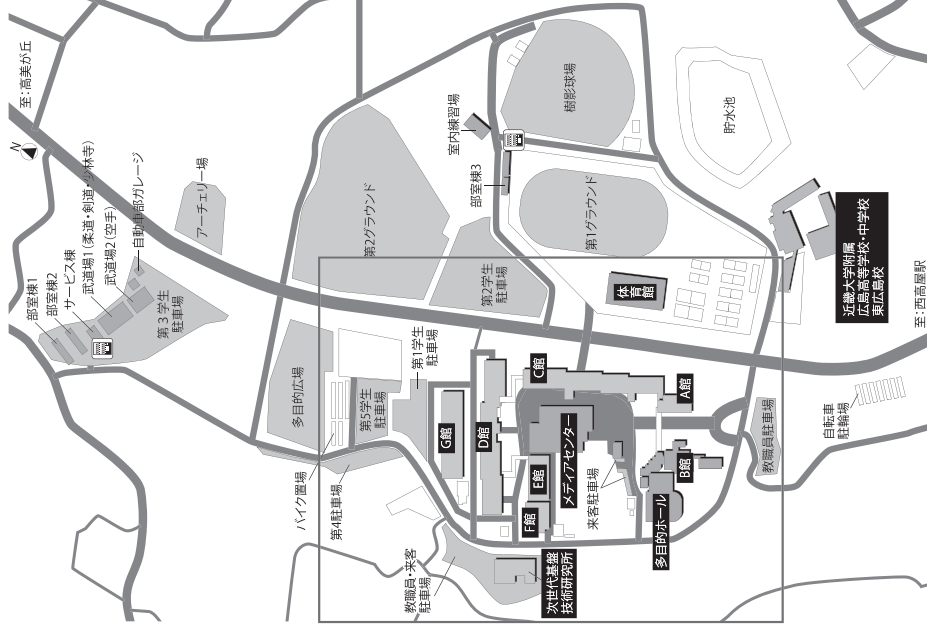 至:高美が丘
N
部室棟1
部室棟2
サービス棟
武道場1(柔道・剣道・少林寺)
武道場2(空手)
自動車部ガレージ
第3学生
駐車場
アーチェリー場
第2グラウンド
室内練習場
部室棟3
樹影球場
貯水池
第1グラウンド
第2学生
駐車場
体育
館
近畿大学附属
広島高等学校・中学校
東広島校
至:西高屋駅
多目的広場
第1学生
駐車場
第5学生
駐車場
バイク置場
第4駐車場
G館
D館
C館
A館
E館
メディアセンター
F館
来客駐車場
B館
多目的ホール
教職員駐車場
自転車
駐輪場
教職員・来客
駐車場
次世代基盤
技術研究所